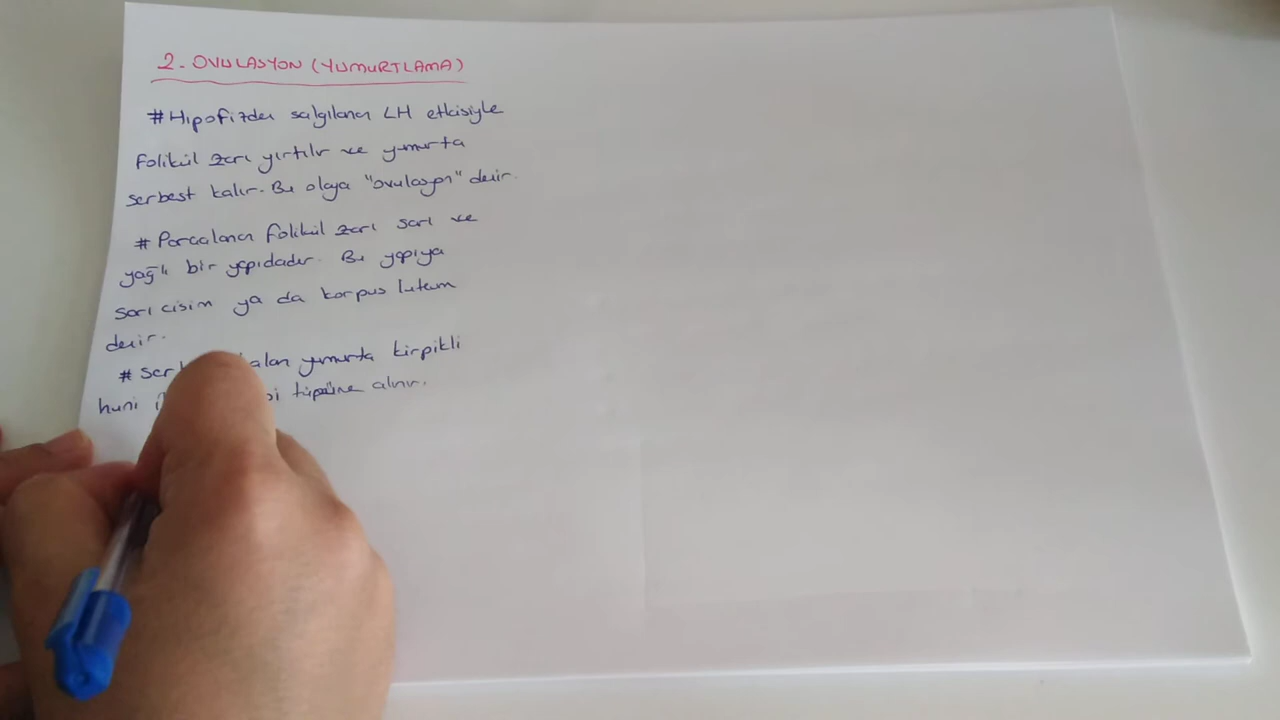 2- OVULASYON (YUMURTLAMA)
# Hipofizden salgılanan LH etkisiyle
folikül zarı yırtılır ve yumurta
serbest kalır. Bu olaya "ovulasyon" denir.
# Parçalanan folikül zarı sarı ve
yağlı bir yapıdadır. Bu yapıya
sarı cisim ya da korpus luteum
denir.
# yumurta kirpikli
huni tüpüne alınır.